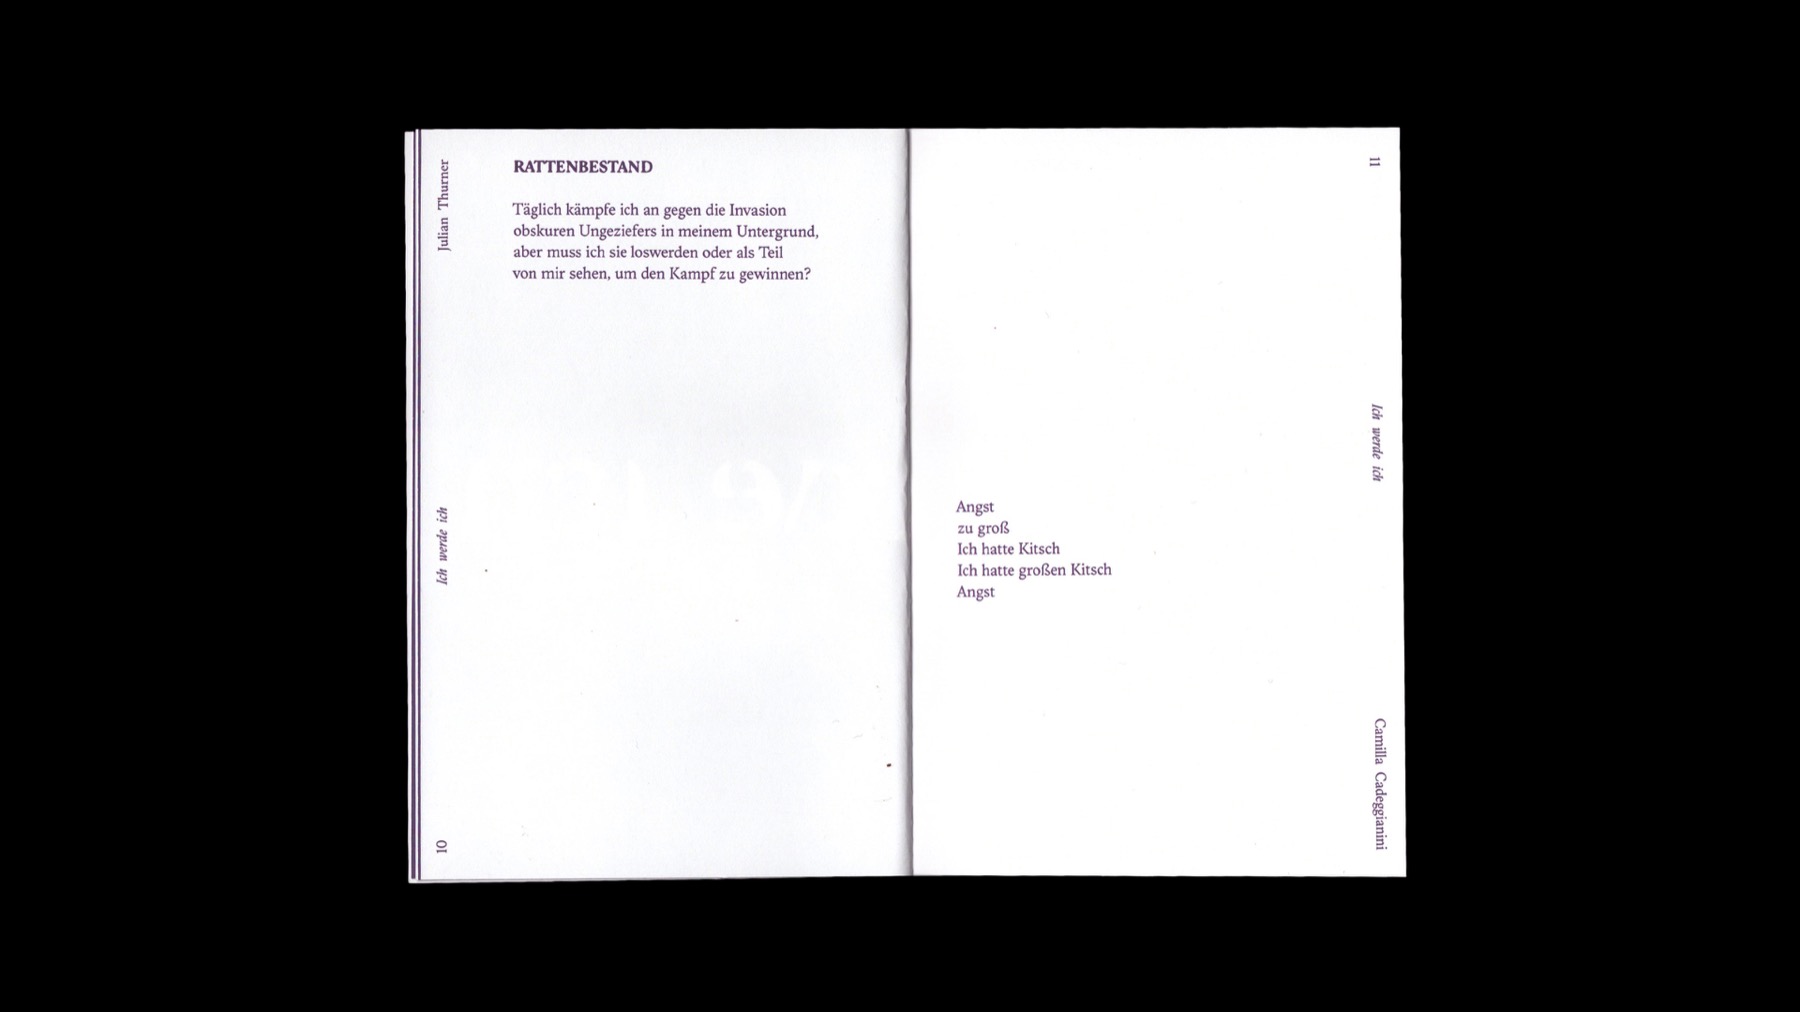 Julian Thurner
RATTENBESTAND
Täglich kämpfe ich an gegen die Invasion
obskuren Ungeziefers in meinem Untergrund,
aber muss ich sie loswerden oder als Teil
von mir sehen, um den Kampf zu gewinnen?
Ich werde ich
10
11
Ich werde ich
Angst
zu groß
Ich hatte Kitsch
Ich hatte großen Kitsch
Angst
Camilla Cadeggianini